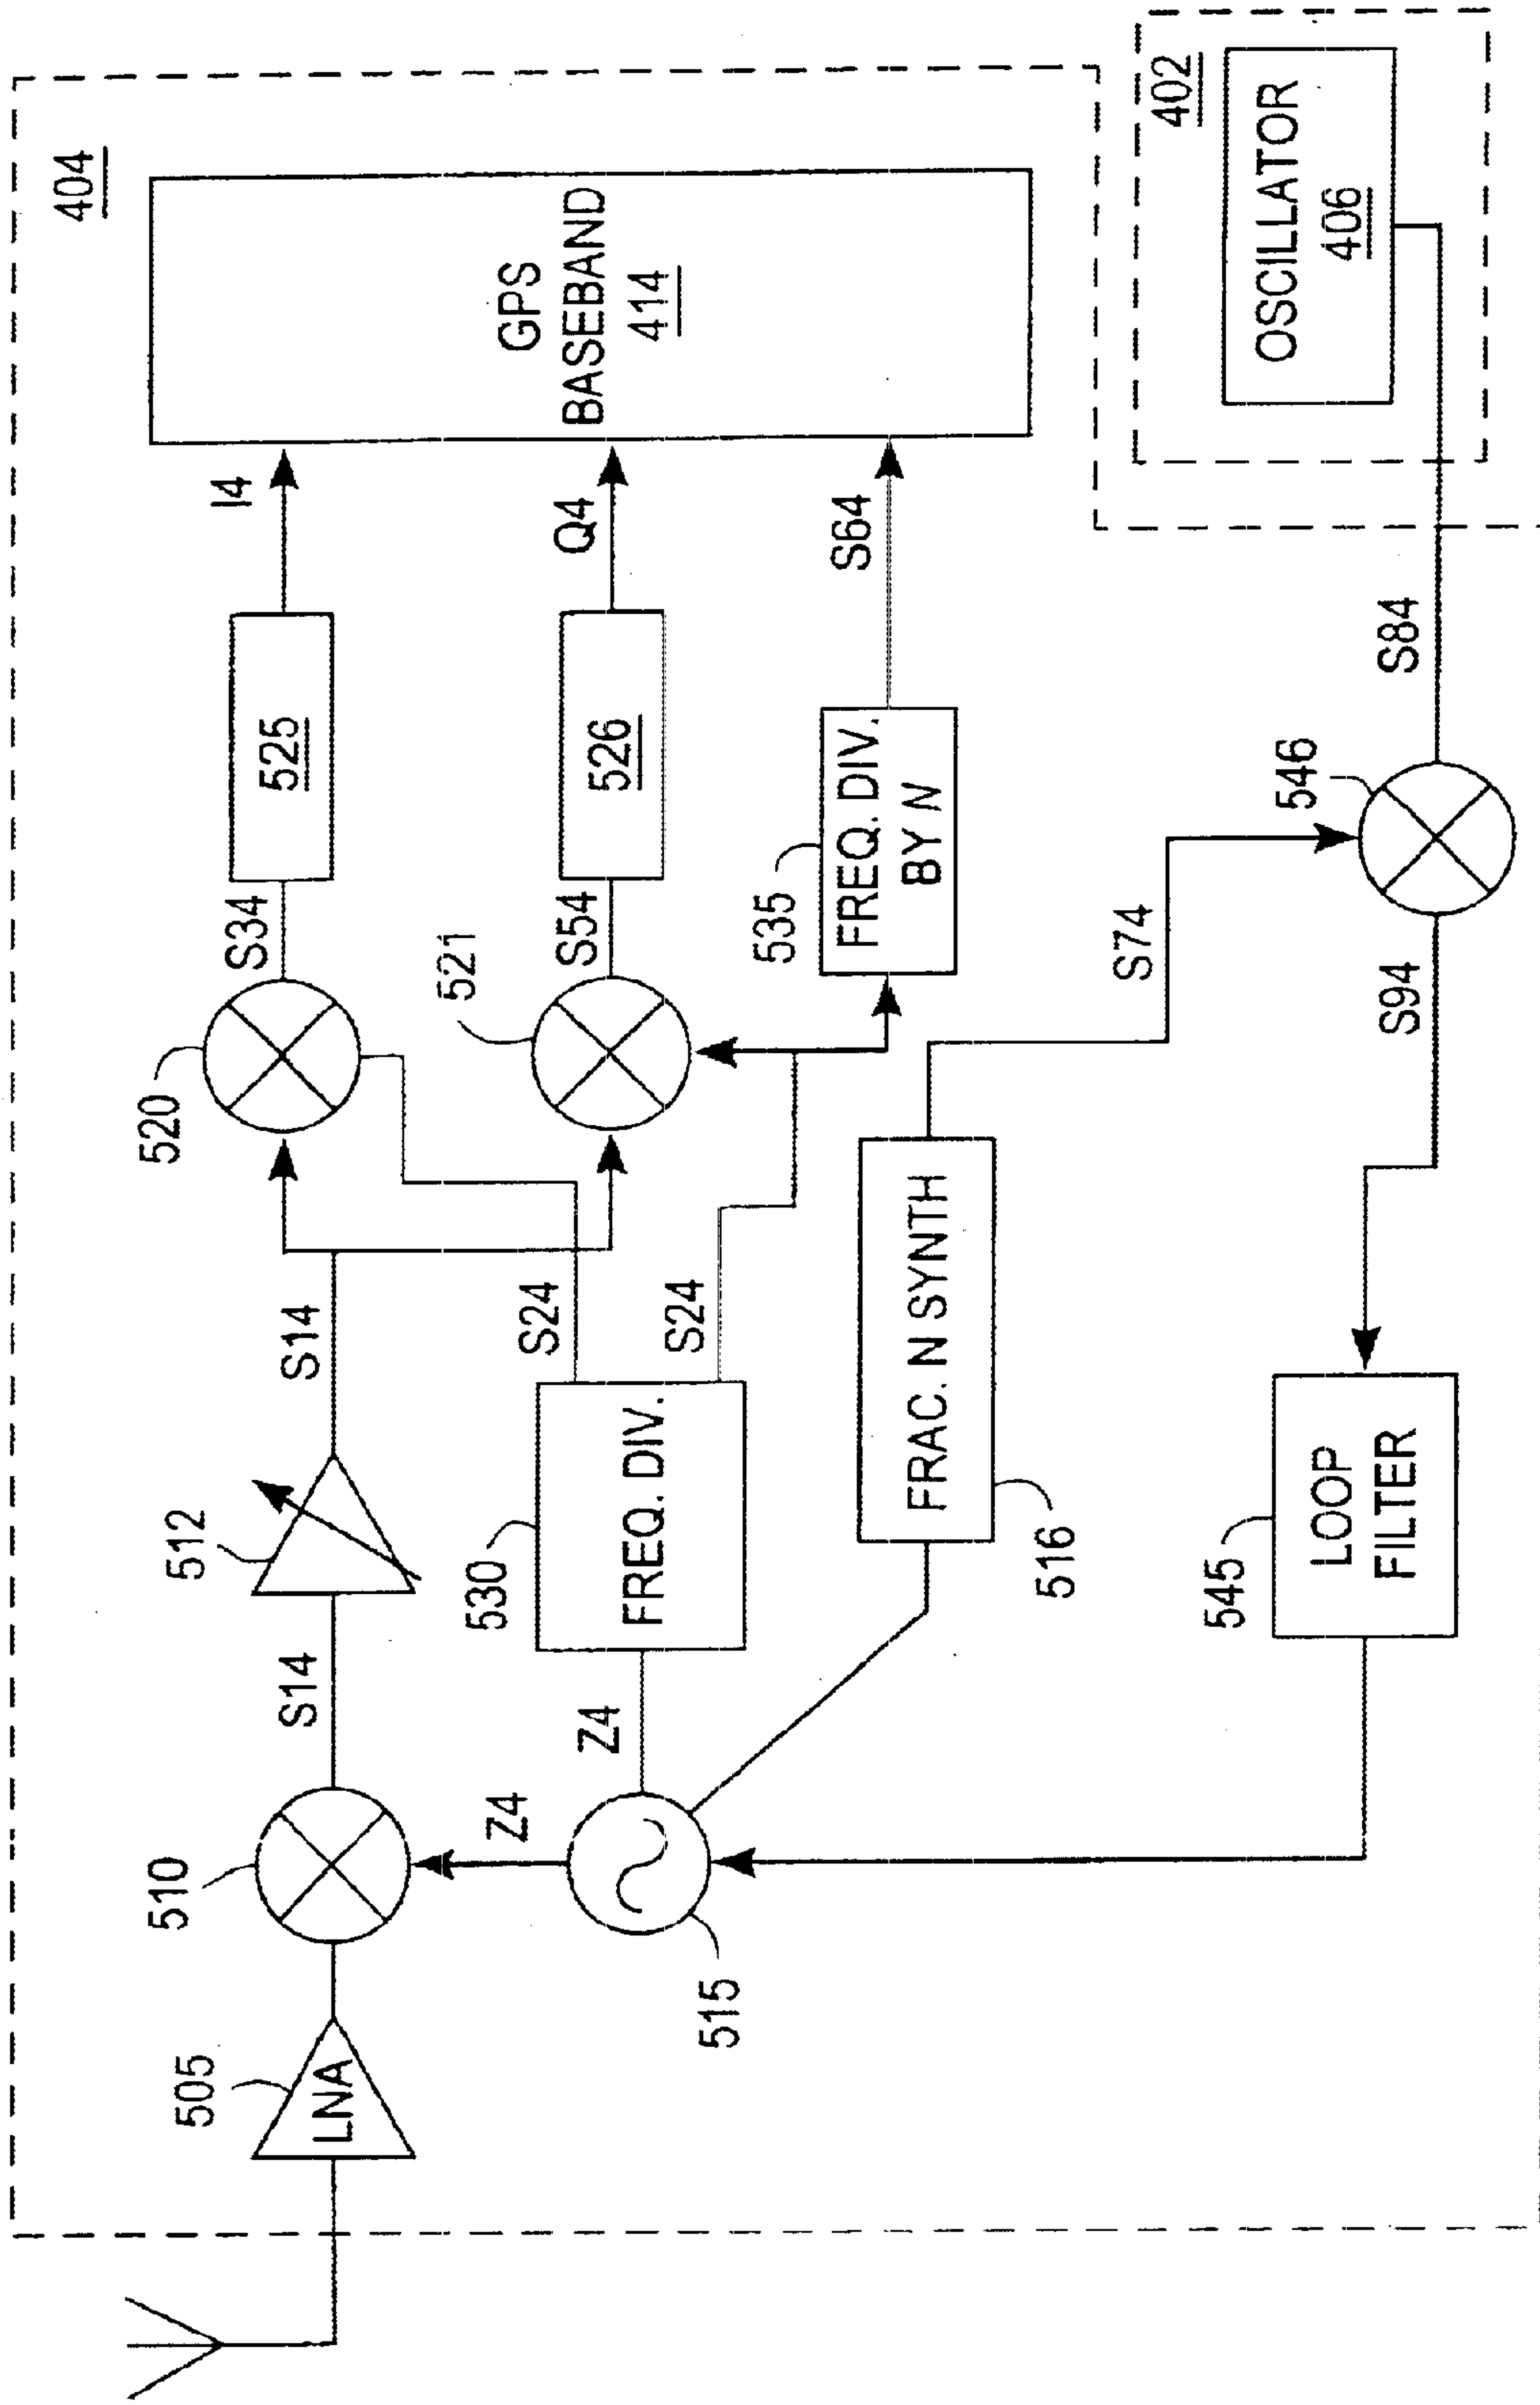 404
505
LNA
510
S14
512
S14
520
S34
525
I4
GPS
BASEBAND
414
521
S54
526
Q4
Z4
Z4
515
530
FREQ. DIV.
S24
S24
535
FREQ. DIV.
BY N
S64
FRAC. N SYNTH
516
S74
545
LOOP
FILTER
S94
546
S84
402
OSCILLATOR
406